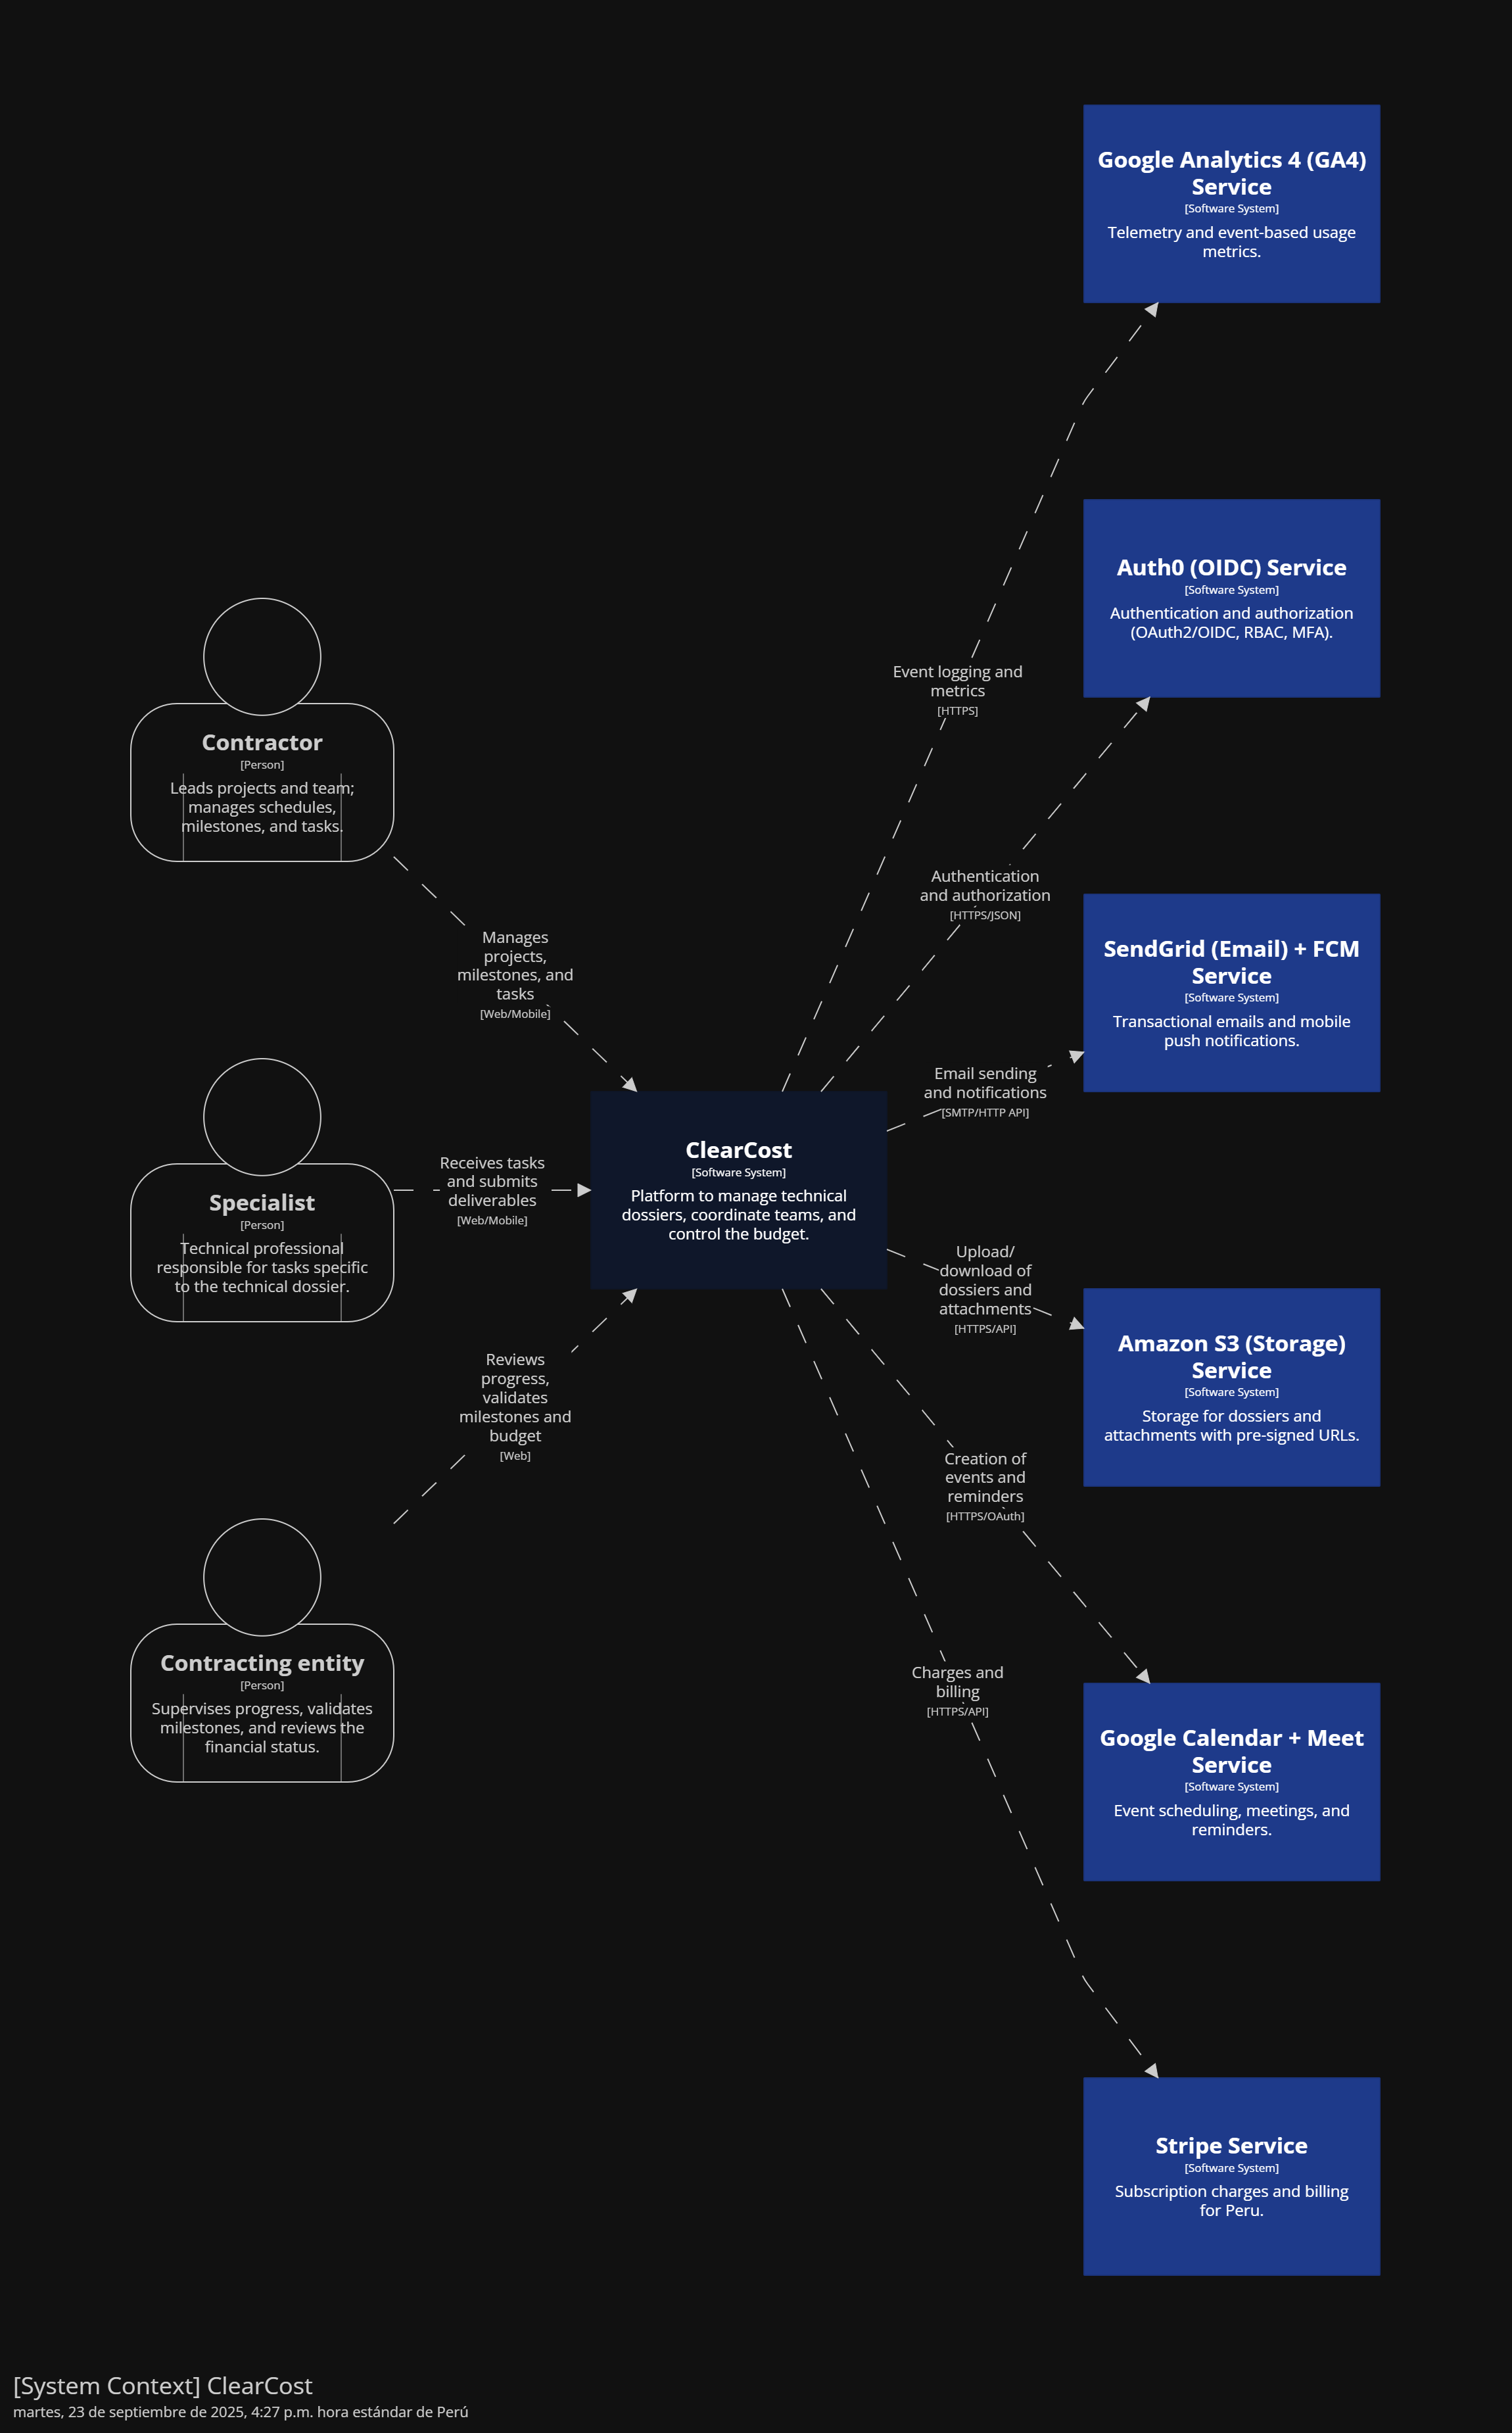 Google Analytics 4 (GA4)
Service
[Software System]
Telemetry and event-based usage
metrics.
Auth0 (OIDC) Service
[Software System]
Authentication and authorization
(OAuth2/OIDC, RBAC, MFA).
Contractor
[Person]
Leads projects and team;
manages schedules,
milestones, and tasks.
Event logging and
metrics
[HTTPS]
Authentication
and authorization
[HTTPS/JSON]
Manages
projects,
milestones, and
tasks
[Web/Mobile]
SendGrid (Email) + FCM
Service
[Software System]
Transactional emails and mobile
push notifications.
Email sending
and notifications
[SMTP/HTTP API]
Specialist
[Person]
Technical professional
responsible for tasks specific
to the technical dossier.
Receives tasks
and submits
deliverables
[Web/Mobile]
ClearCost
[Software System]
Platform to manage technical
dossiers, coordinate teams, and
control the budget.
Upload/
download of
dossiers and
attachments
[HTTPS/API]
Amazon S3 (Storage)
Service
[Software System]
Storage for dossiers and
attachments with pre-signed URLs.
Reviews
progress,
validates
milestones and
budget
[Web]
Creation of
events and
reminders
[HTTPS/OAuth]
Contracting entity
[Person]
Supervises progress, validates
milestones, and reviews the
financial status.
Charges and
billing
[HTTPS/API]
Google Calendar + Meet
Service
[Software System]
Event scheduling, meetings, and
reminders.
Stripe Service
[Software System]
Subscription charges and billing
for Peru.
[System Context] ClearCost
martes, 23 de septiembre de 2025, 4:27 p.m. hora estándar de Perú